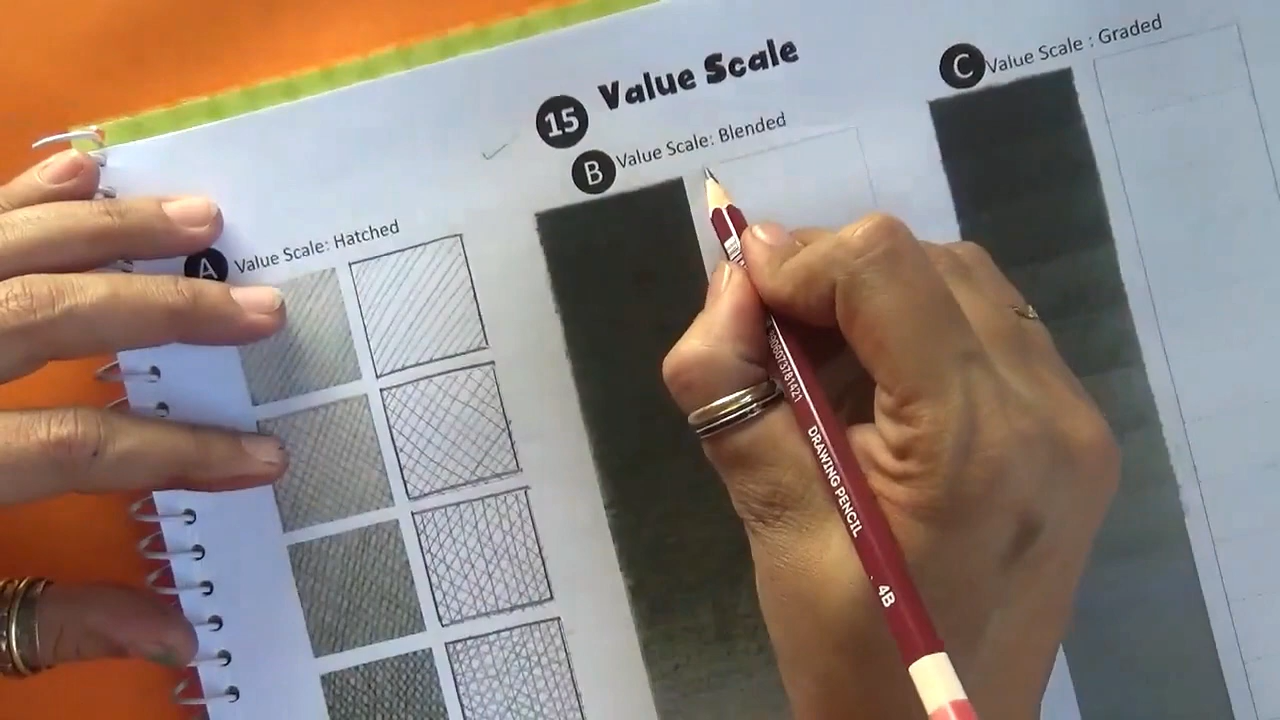 15 Value Scale
A Value Scale: Hatched
B Value Scale: Blended
C Value Scale : Graded
DRAWING PENCIL 4B